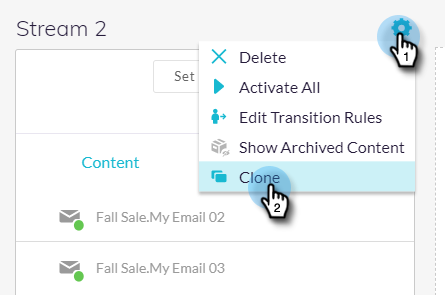 Stream 2
1
Delete
Set
Activate All
Edit Transition Rules
Show Archived Content
Content
Clone
2
Fall Sale.My Email 02
Fall Sale.My Email 03